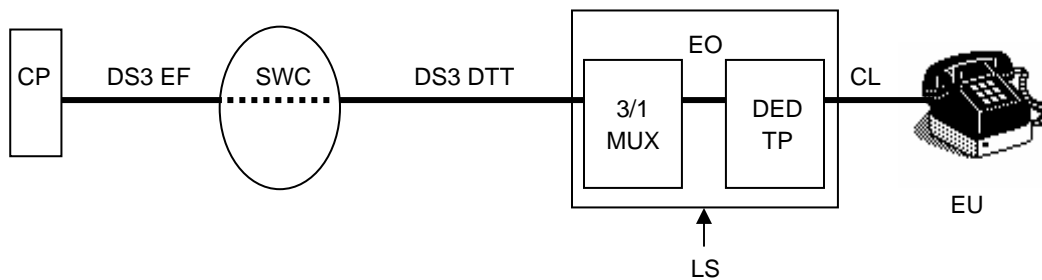 EO
CP
DS3 EF
SWC
DS3 DTT
CL
3/1
MUX
DED
TP
EU
LS